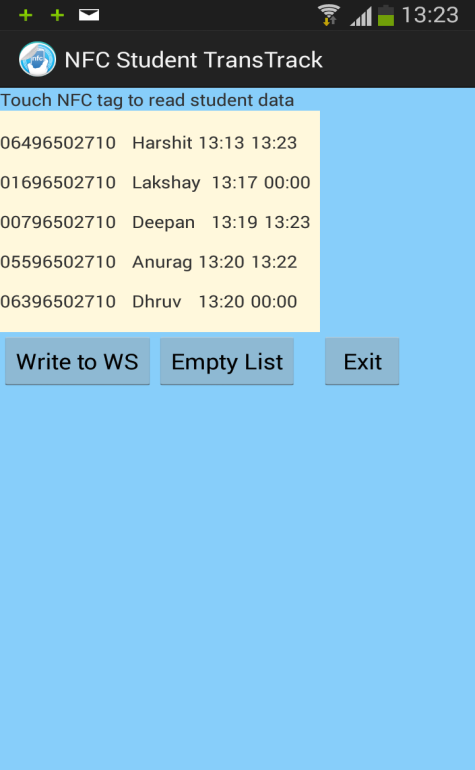 13:23
NFC Student TransTrack
Touch NFC tag to read student data
06496502710 Harshit 13:13 13:23
01696502710 Lakshay 13:17 00:00
00796502710 Deepan 13:19 13:23
05596502710 Anurag 13:20 13:22
06396502710 Dhruv 13:20 00:00
Write to WS Empty List Exit